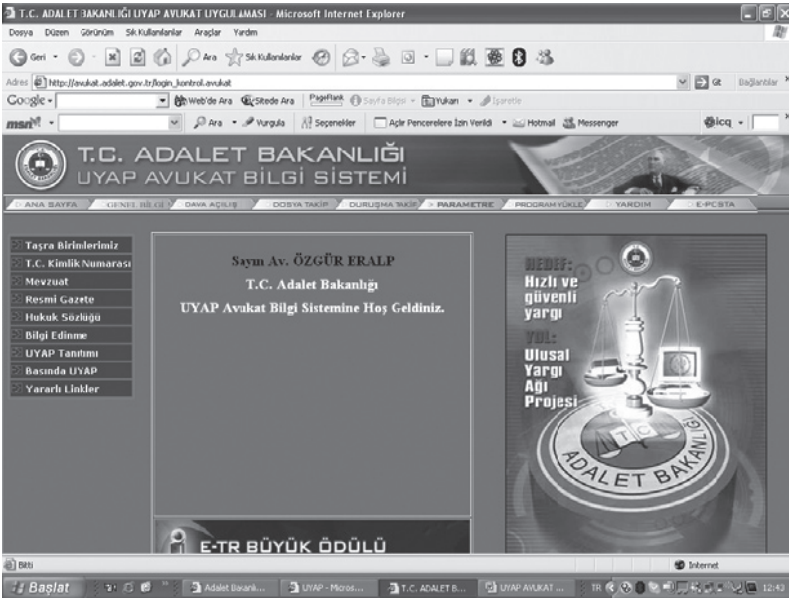 T.C. ADALET BAKANLIĞI UYAP AVUKAT UYGULAMASI - Microsoft Internet Explorer
Dosya Düzen Görünüm Sık Kullanılanlar Araçlar Yardım
Geri Ara Sık Kullanılanlar
Adres http://avukat.adalet.gov.tr/login_kontrol.avukat Git Bağlantılar
Google Web'de Ara Sitede Ara PageRank Sayfa Bilgisi Yukarı İşaretle
msn Ara Vurgula Seçenekler Açılır Pencerelere İzin Verildi Hotmail Messenger icq
T.C. ADALET BAKANLIĞI
UYAP AVUKAT BİLGİ SİSTEMİ
ANA SAYFA GENEL BİLGİ DAVA AÇILIŞ DOSYA TAKİP DURUŞMA TAKİP PARAMETRE PROGRAM YÜKLE YARDIM E-POSTA
Taşra Birimlerimiz
T.C. Kimlik Numarası
Mevzuat
Resmi Gazete
Hukuk Sözlüğü
Bilgi Edinme
UYAP Tanıtımı
Basında UYAP
Yararlı Linkler
Sayın Av. ÖZGÜR ERALP
T.C. Adalet Bakanlığı
UYAP Avukat Bilgi Sistemine Hoş Geldiniz.
E-TR BÜYÜK ÖDÜLÜ
HEDEF:
Hızlı ve
güvenli
yargı
YOL:
Ulusal
Yargı
Ağı
Projesi
TC
ADALET BAKANLIĞI
Bitti Internet
Başlat Adalet Bakanlı... UYAP - Micros... T.C. ADALET B... UYAP AVUKAT ... TR 12:43